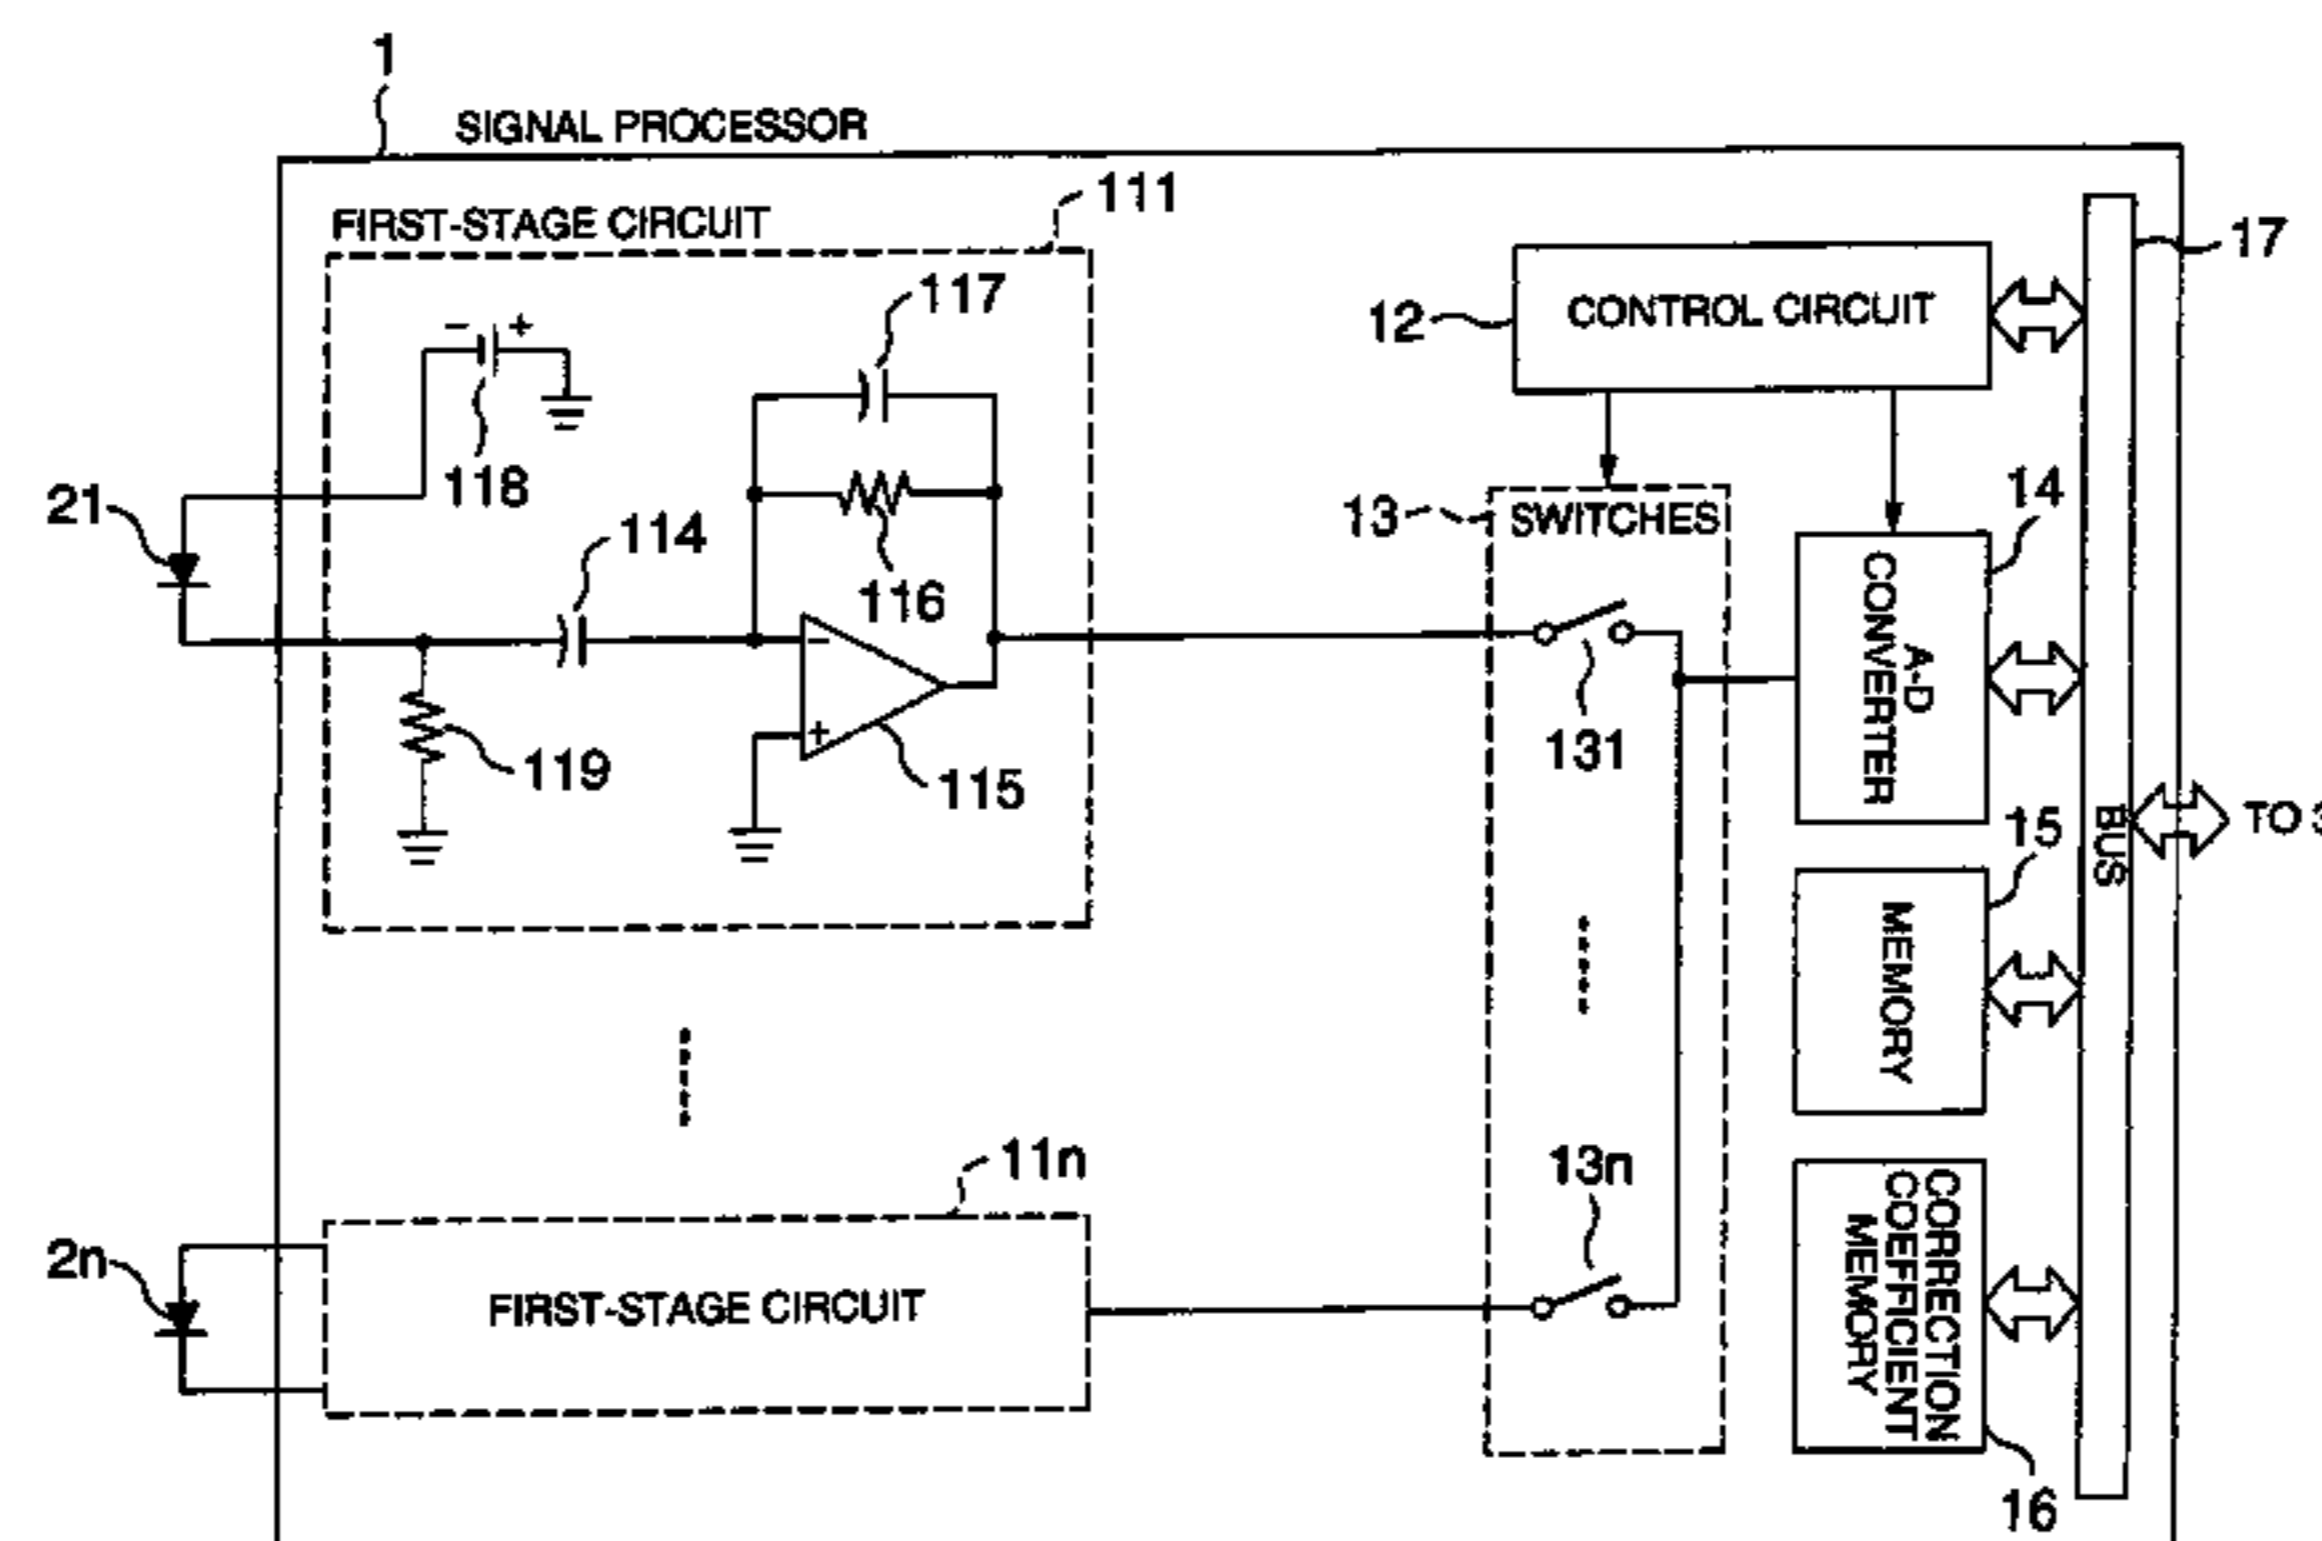 1
SIGNAL PROCESSOR
111
FIRST-STAGE CIRCUIT
17
117
- +
12
CONTROL CIRCUIT
118
21
14
13
SWITCHES
114
116
-
A-D
CONVERTER
131
+
119
115
15
BUS
TO
MEMORY
11n
13n
2n
FIRST-STAGE CIRCUIT
CORRECTION
COEFFICIENT
MEMORY
16